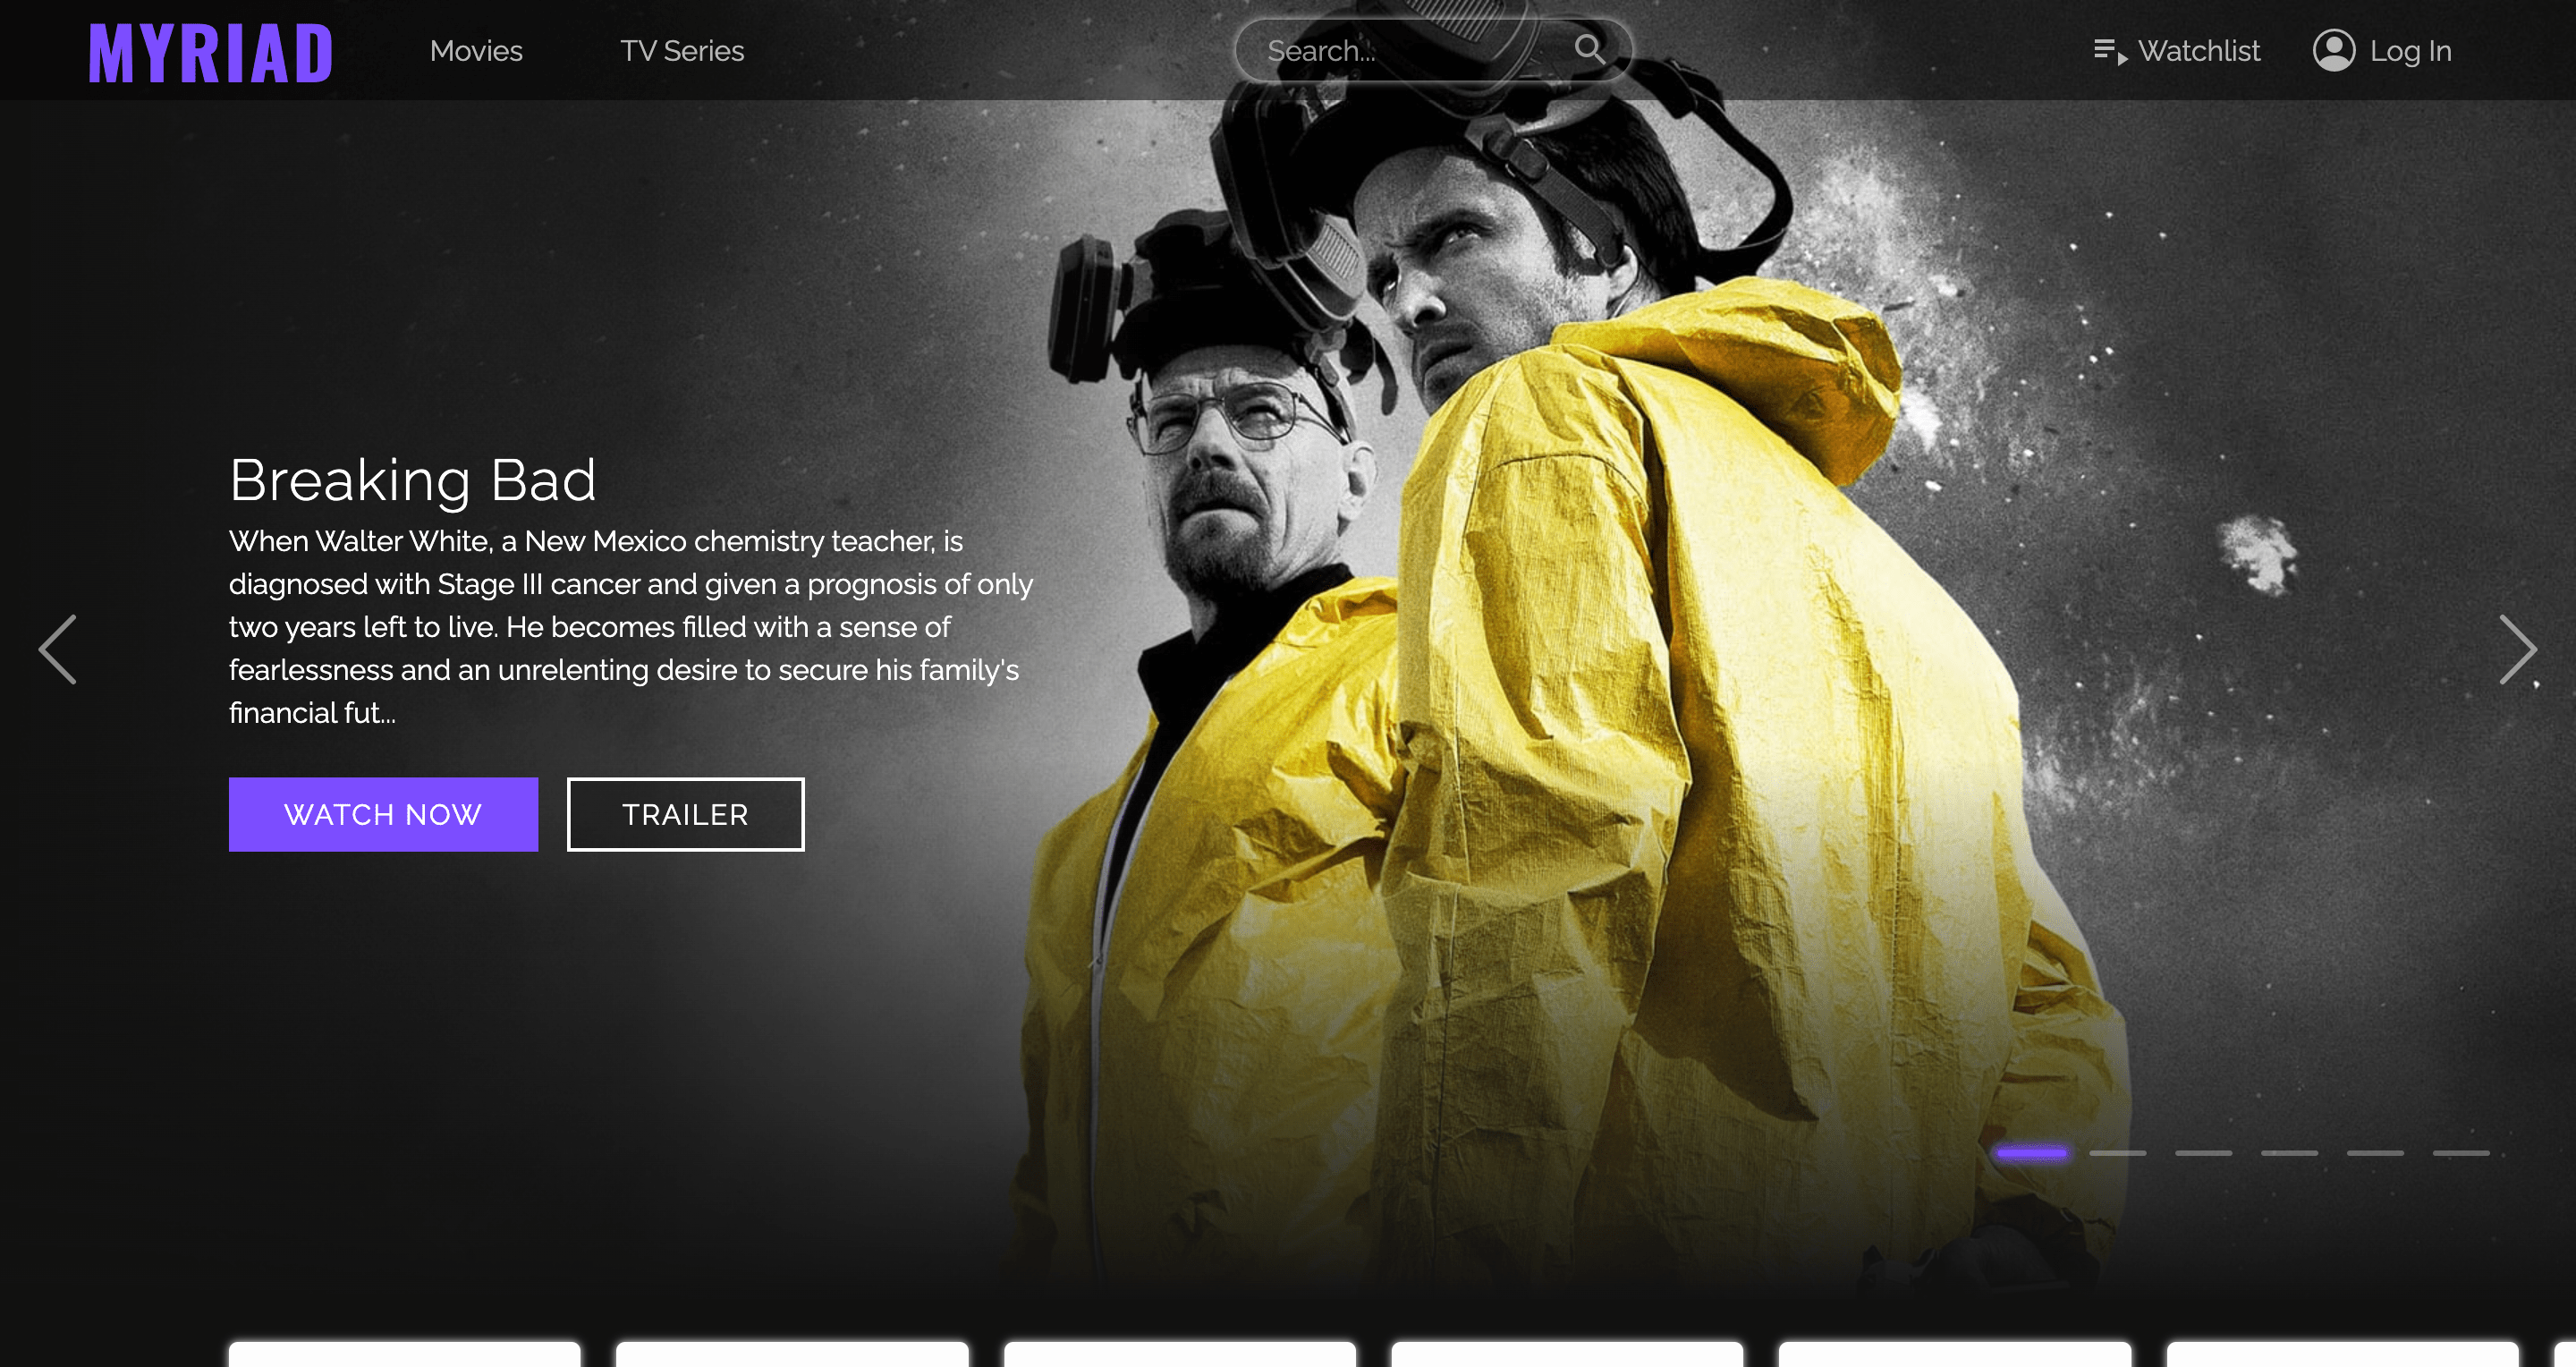 MYRIAD
Movies
TV Series
Search...
Watchlist
Log In
Breaking Bad
When Walter White, a New Mexico chemistry teacher, is
diagnosed with Stage III cancer and given a prognosis of only
two years left to live. He becomes filled with a sense of
fearlessness and an unrelenting desire to secure his family's
financial fut...
WATCH NOW
TRAILER